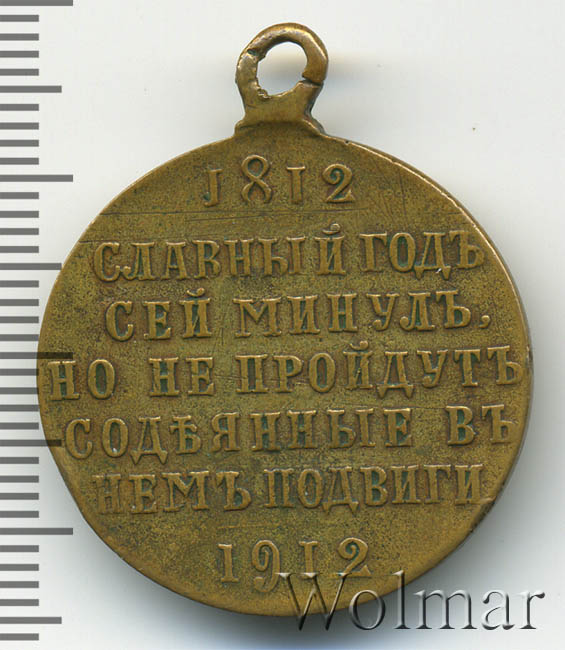 1812
СЛАВНЫЙ ГОДЪ
СЕЙ МИНУЛЪ,
НО НЕ ПРОЙДУТЪ
СОДѢЯННЫЕ ВЪ
НЕМЪ ПОДВИГИ
1912
Wolmar